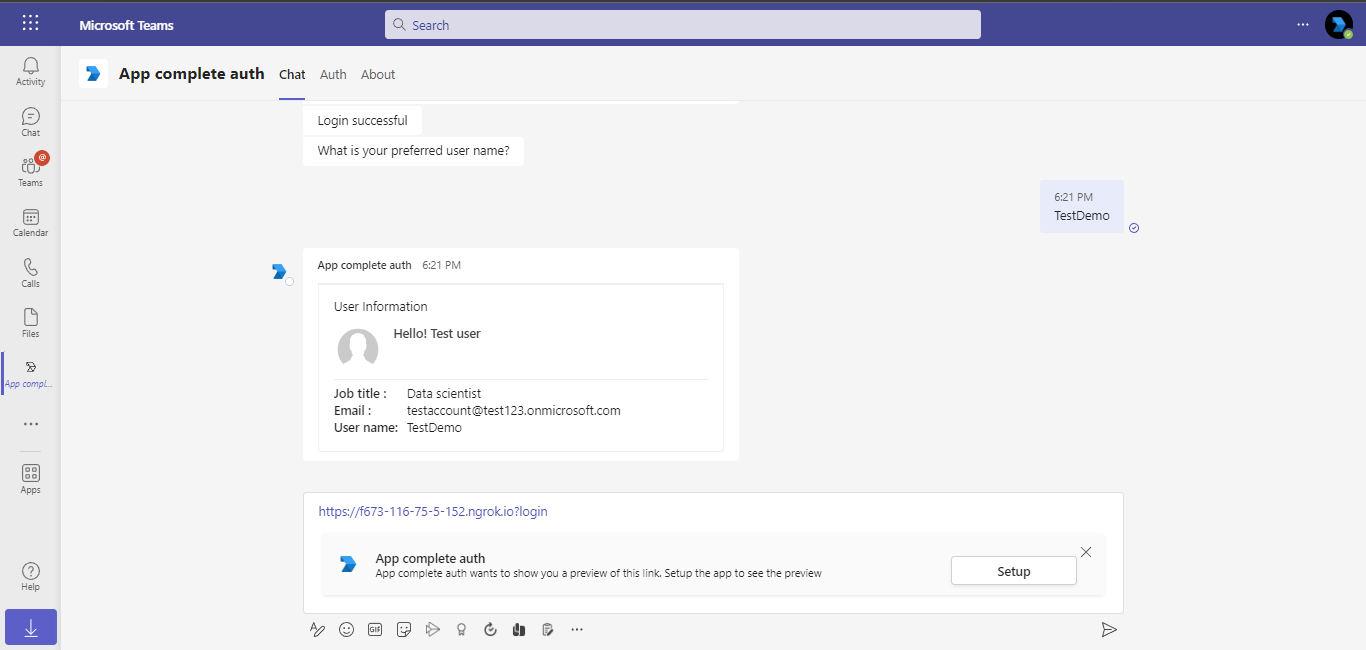 Microsoft Teams
Search
Activity
Chat
@
Teams
Calendar
Calls
Files
App compl...
Apps
Help
App complete auth Chat Auth About
Login successful
What is your preferred user name?
6:21 PM
TestDemo
App complete auth 6:21 PM
User Information
Hello! Test user
Job title : Data scientist
Email : testaccount@test123.onmicrosoft.com
User name: TestDemo
https://f673-116-75-5-152.ngrok.io?login
App complete auth
App complete auth wants to show you a preview of this link. Setup the app to see the preview
Setup
GIF